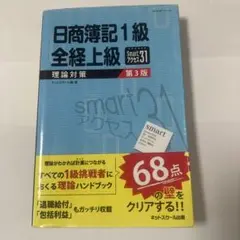 日商簿記1級
全経上級
Smart
アクセス
31
理論対策
第3版
smart 31
アクセス
smart
理論がわかれば計算につながる
すべての1級挑戦者に
おくる理論ハンドブック
「退職給付」
「包括利益」
もガッチリ収載
68点
の壁を
クリアする!!
ネットスクール出版